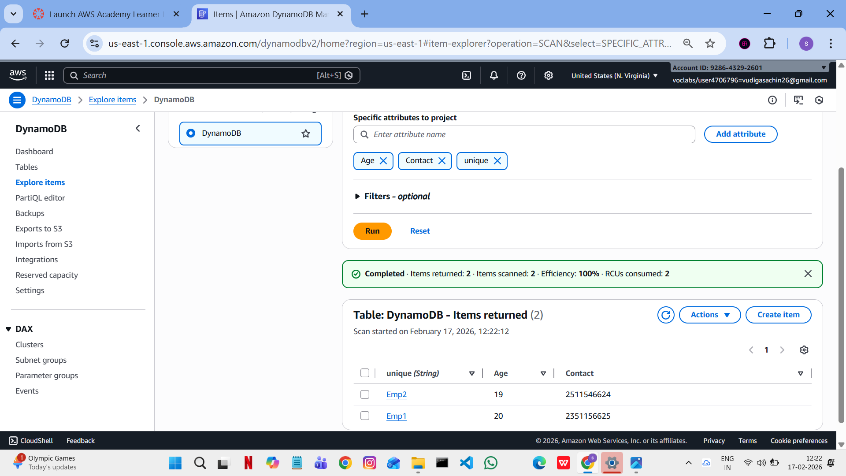 Launch AWS Academy Learner
Items | Amazon DynamoDB Ma
us-east-1.console.aws.amazon.com/dynamodbv2/home?region=us-east-1#item-explorer?operation=SCAN&select=SPECIFIC_ATTR...
S
aws
Search
[Alt+S]
United States (N. Virginia)
Account ID: 9286-4329-2601
voclabs/user4706796=vudigasachin26@gmail.com
DynamoDB
Explore items
DynamoDB
DynamoDB
Dashboard
Tables
Explore items
PartiQL editor
Backups
Exports to S3
Imports from S3
Integrations
Reserved capacity
Settings
DAX
Clusters
Subnet groups
Parameter groups
Events
DynamoDB
Specific attributes to project
Enter attribute name
Add attribute
Age
Contact
unique
Filters - optional
Run
Reset
Completed · Items returned: 2 · Items scanned: 2 · Efficiency: 100% · RCUs consumed: 2
Table: DynamoDB - Items returned (2)
Scan started on February 17, 2026, 12:22:12
Actions
Create item
1
unique (String)
Age
Contact
Emp2
19
2511546624
Emp1
20
2351156625
CloudShell
Feedback
© 2026, Amazon Web Services, Inc. or its affiliates.
Privacy
Terms
Cookie preferences
1
Olympic Games
Today's updates
ENG
IN
12:22
17-02-2026